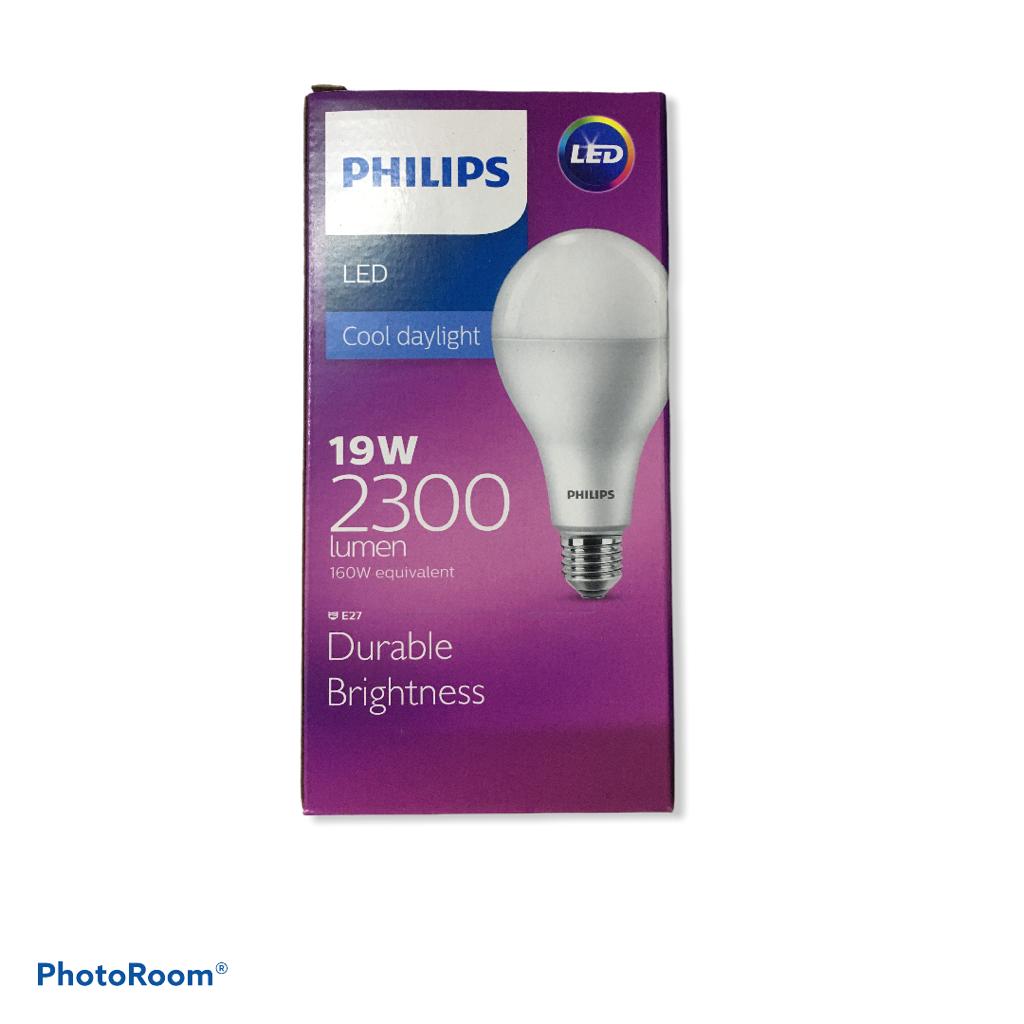 PHILIPS
LED
LED
Cool daylight
19W
2300
lumen
160W equivalent
PHILIPS
E27
Durable
Brightness
PhotoRoom®